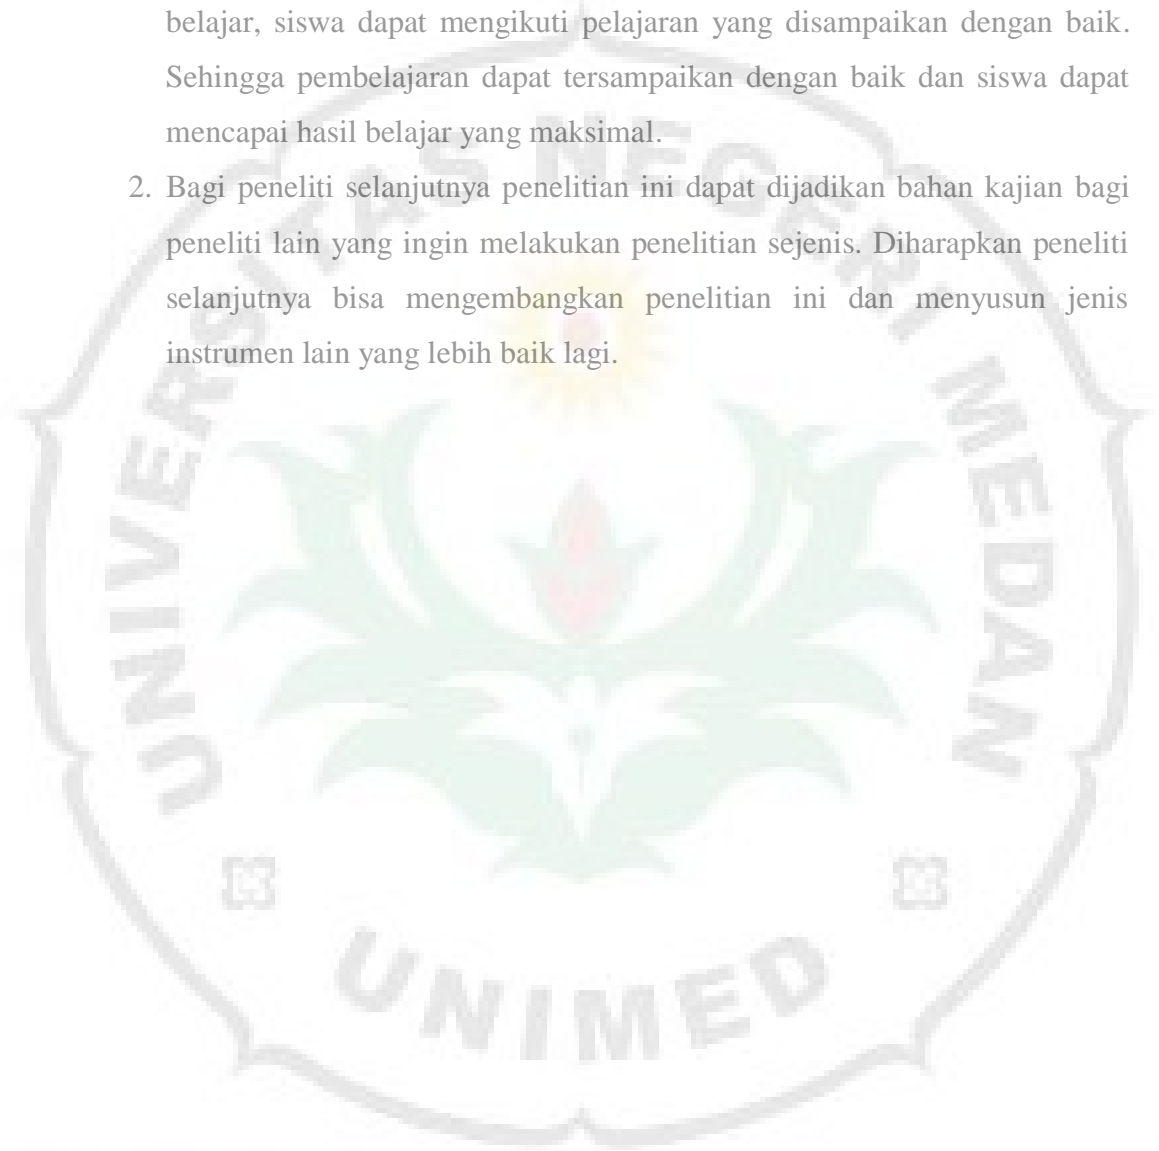 belajar, siswa dapat mengikuti pelajaran yang disampaikan dengan baik.
Sehingga pembelajaran dapat tersampaikan dengan baik dan siswa dapat
mencapai hasil belajar yang maksimal.
2. Bagi peneliti selanjutnya penelitian ini dapat dijadikan bahan kajian bagi
peneliti lain yang ingin melakukan penelitian sejenis. Diharapkan peneliti
selanjutnya bisa mengembangkan penelitian ini dan menyusun jenis
instrumen lain yang lebih baik lagi.
UNIVERSITAS NEGERI MEDAN
UNIMED